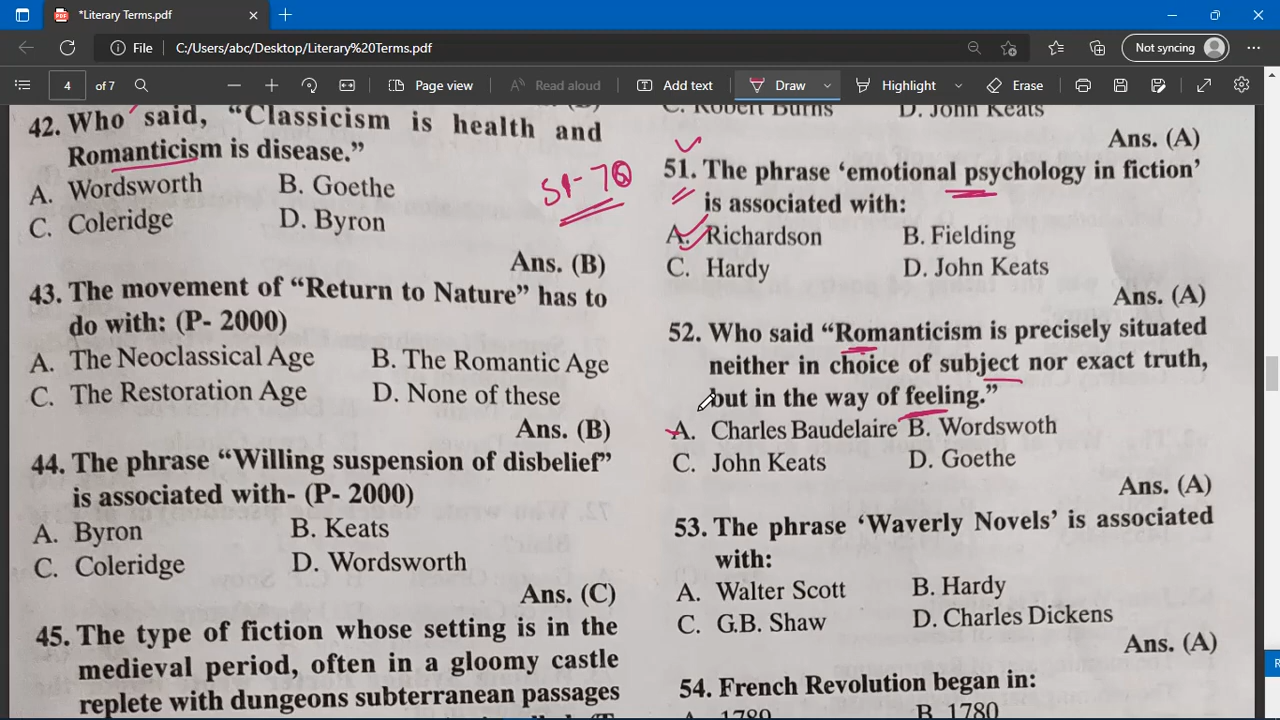 *Literary Terms.pdf
File
C:/Users/abc/Desktop/Literary%20Terms.pdf
Not syncing
4 of 7
Page view
Read aloud
Add text
Draw
Highlight
Erase
42. Who said, “Classicism is health and
Romanticism is disease.”
A. Wordsworth B. Goethe
C. Coleridge D. Byron
Ans. (B)
43. The movement of “Return to Nature” has to
do with: (P- 2000)
A. The Neoclassical Age B. The Romantic Age
C. The Restoration Age D. None of these
Ans. (B)
44. The phrase “Willing suspension of disbelief”
is associated with- (P- 2000)
A. Byron B. Keats
C. Coleridge D. Wordsworth
Ans. (C)
45. The type of fiction whose setting is in the
medieval period, often in a gloomy castle
replete with dungeons subterranean passages
C. Robert Burns D. John Keats
Ans. (A)
51. The phrase ‘emotional psychology in fiction’
is associated with:
A. Richardson B. Fielding
C. Hardy D. John Keats
Ans. (A)
52. Who said “Romanticism is precisely situated
neither in choice of subject nor exact truth,
but in the way of feeling.”
A. Charles Baudelaire B. Wordswoth
C. John Keats D. Goethe
Ans. (A)
53. The phrase ‘Waverly Novels’ is associated
with:
A. Walter Scott B. Hardy
C. G.B. Shaw D. Charles Dickens
Ans. (A)
54. French Revolution began in:
A. 1789 B. 1780